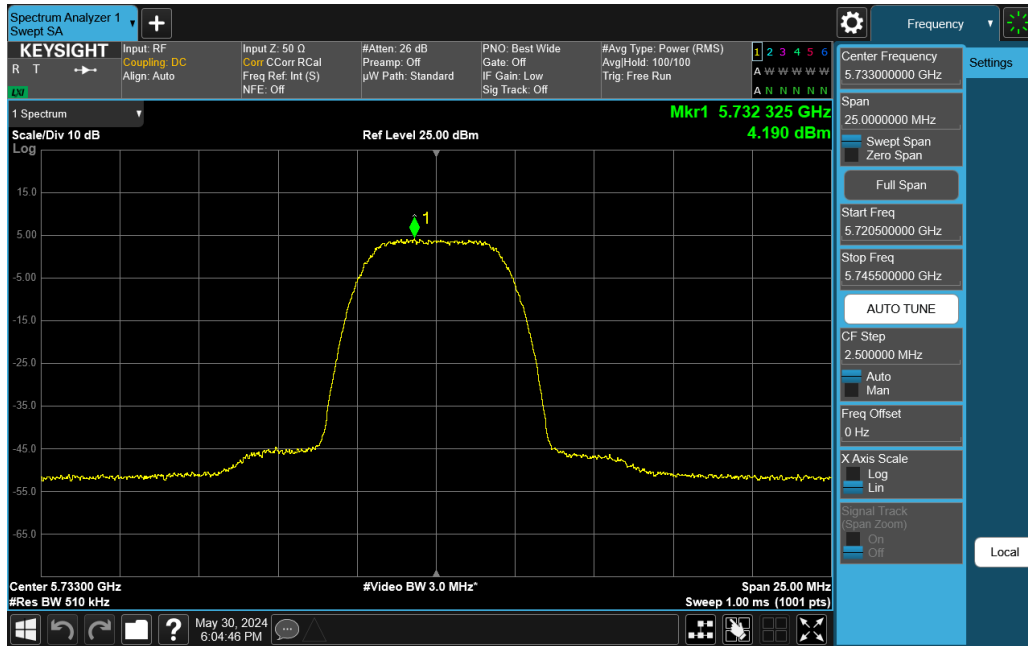 Spectrum Analyzer 1
Swept SA
Frequency
KEYSIGHT
R T
LXI
Input: RF
Coupling: DC
Align: Auto
Input Z: 50 Ω
Corr CCorr RCal
Freq Ref: Int (S)
NFE: Off
#Atten: 26 dB
Preamp: Off
µW Path: Standard
PNO: Best Wide
Gate: Off
IF Gain: Low
Sig Track: Off
#Avg Type: Power (RMS)
Avg|Hold: 100/100
Trig: Free Run
1 2 3 4 5 6
A W W W W W
A N N N N N
1 Spectrum
Scale/Div 10 dB
Log
Ref Level 25.00 dBm
Mkr1 5.732 325 GHz
4.190 dBm
1
15.0
5.00
-5.00
-15.0
-25.0
-35.0
-45.0
-55.0
-65.0
Center 5.73300 GHz
#Res BW 510 kHz
#Video BW 3.0 MHz*
Span 25.00 MHz
Sweep 1.00 ms (1001 pts)
Center Frequency
5.733000000 GHz
Settings
Span
25.0000000 MHz
Swept Span
Zero Span
Full Span
Start Freq
5.720500000 GHz
Stop Freq
5.745500000 GHz
AUTO TUNE
CF Step
2.500000 MHz
Auto
Man
Freq Offset
0 Hz
X Axis Scale
Log
Lin
Signal Track
(Span Zoom)
On
Off
Local
?
May 30, 2024
6:04:46 PM